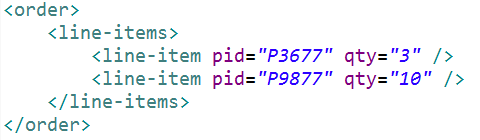 <order>
    <line-items>
        <line-item pid="P3677" qty="3" />
        <line-item pid="P9877" qty="10" />
    </line-items>
</order>